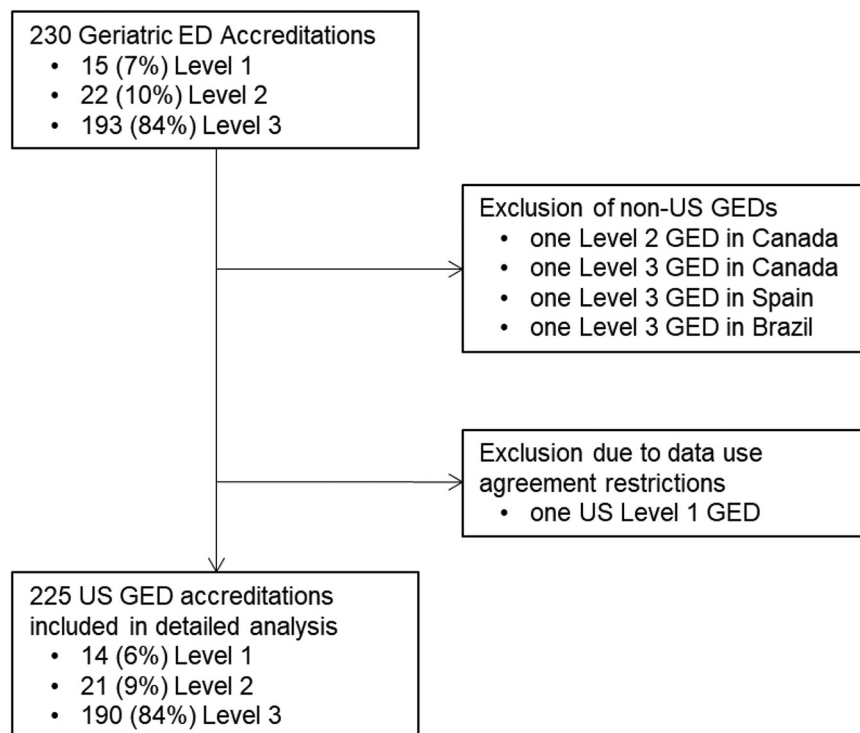 230 Geriatric ED Accreditations
• 15 (7%) Level 1
• 22 (10%) Level 2
• 193 (84%) Level 3
Exclusion of non-US GEDs
• one Level 2 GED in Canada
• one Level 3 GED in Canada
• one Level 3 GED in Spain
• one Level 3 GED in Brazil
Exclusion due to data use
agreement restrictions
• one US Level 1 GED
225 US GED accreditations
included in detailed analysis
• 14 (6%) Level 1
• 21 (9%) Level 2
• 190 (84%) Level 3